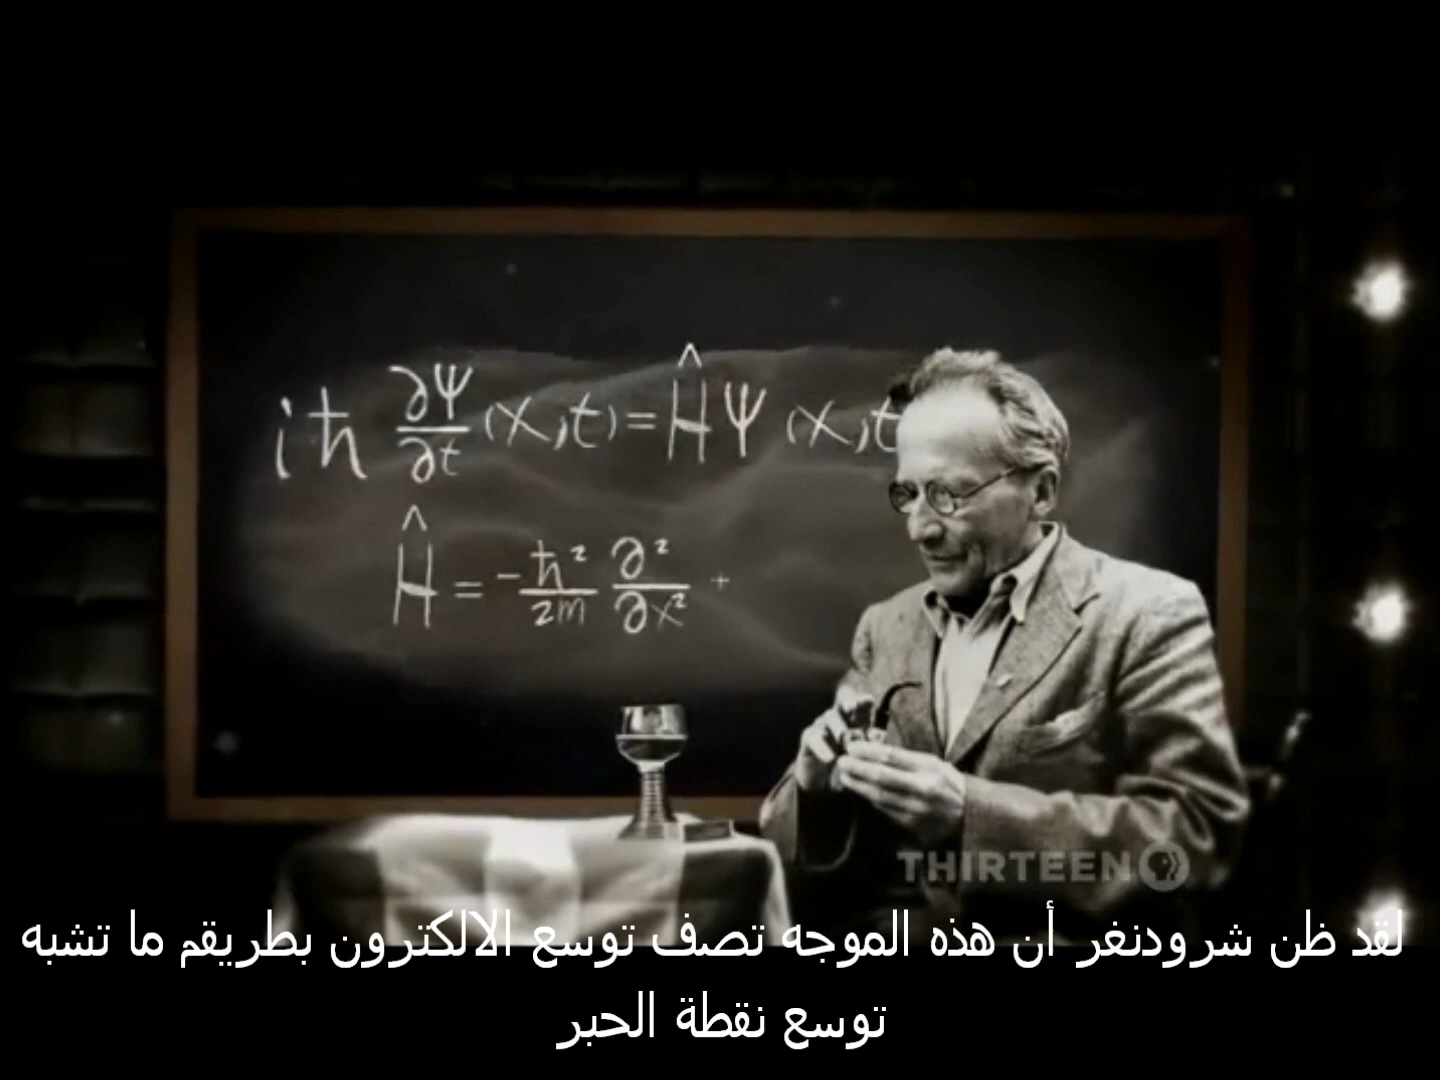 iħ ∂Ψ/∂t (x,t) = ĤΨ (x,t
Ĥ = -ħ²/2m ∂²/∂x² +
THIRTEEN
لقد ظن شرودنغر أن هذه الموجه تصف توسع الالكترون بطريقم ما تشبه
توسع نقطة الحبر